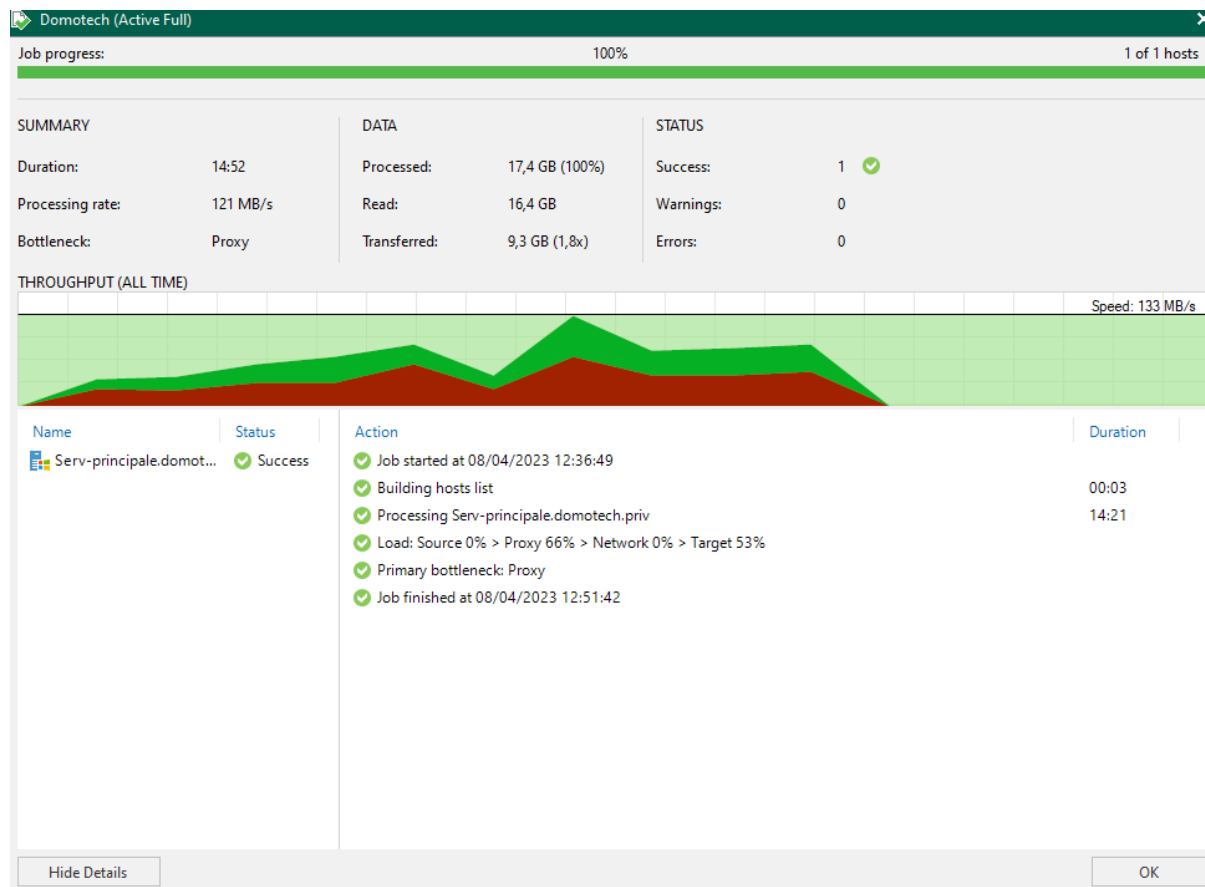 Domotech (Active Full)
Job progress: 100% 1 of 1 hosts
SUMMARY DATA STATUS
Duration: 14:52 Processed: 17,4 GB (100%) Success: 1
Processing rate: 121 MB/s Read: 16,4 GB Warnings: 0
Bottleneck: Proxy Transferred: 9,3 GB (1,8x) Errors: 0
THROUGHPUT (ALL TIME)
Speed: 133 MB/s
Name Status Action Duration
Serv-principale.domot... Success Job started at 08/04/2023 12:36:49
Building hosts list 00:03
Processing Serv-principale.domotech.priv 14:21
Load: Source 0% > Proxy 66% > Network 0% > Target 53%
Primary bottleneck: Proxy
Job finished at 08/04/2023 12:51:42
Hide Details OK